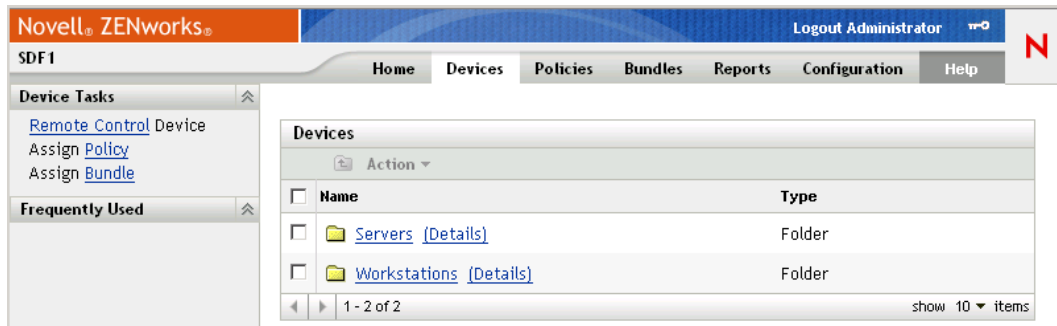 Novell® ZENworks®
Logout Administrator
N
SDF1
Home Devices Policies Bundles Reports Configuration Help
Device Tasks
Remote Control Device
Assign Policy
Assign Bundle
Frequently Used
Devices
Action
Name Type
Servers (Details) Folder
Workstations (Details) Folder
1 - 2 of 2 show 10 items